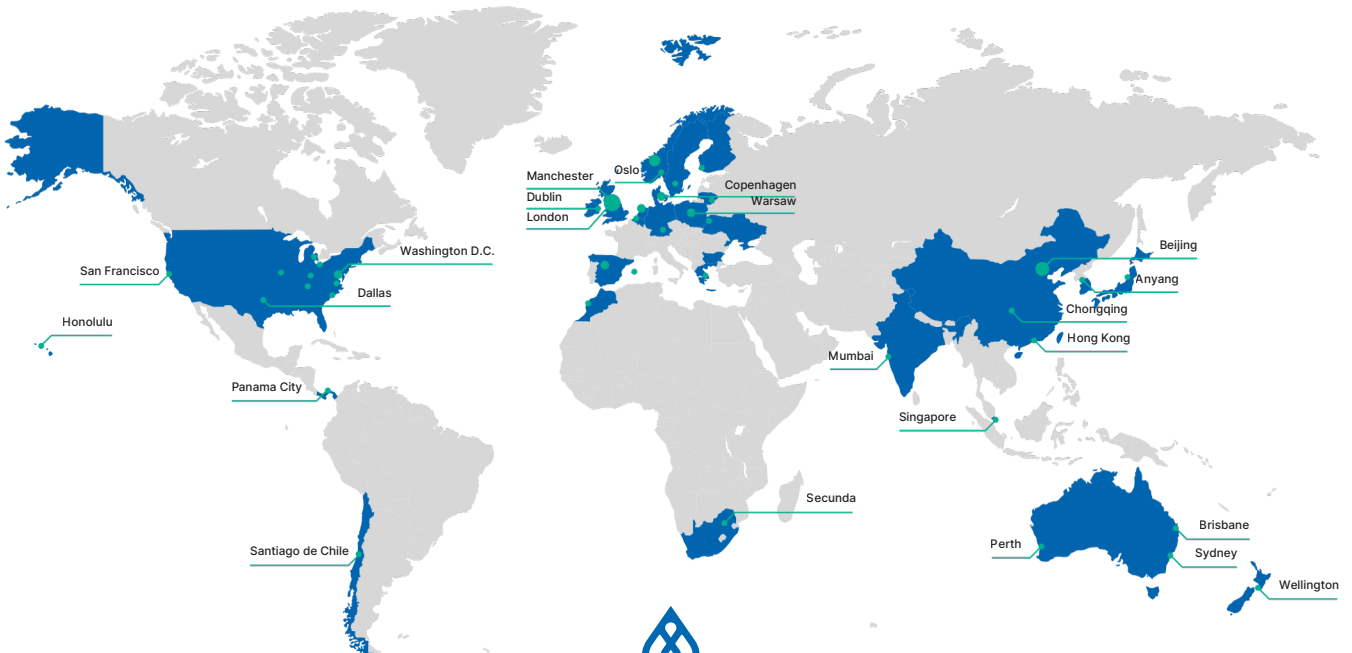 Manchester
Oslo
Copenhagen
Dublin
Warsaw
London
Washington D.C.
Beijing
San Francisco
Anyang
Dallas
Chongqing
Honolulu
Hong Kong
Mumbai
Panama City
Singapore
Secunda
Brisbane
Perth
Santiago de Chile
Sydney
Wellington